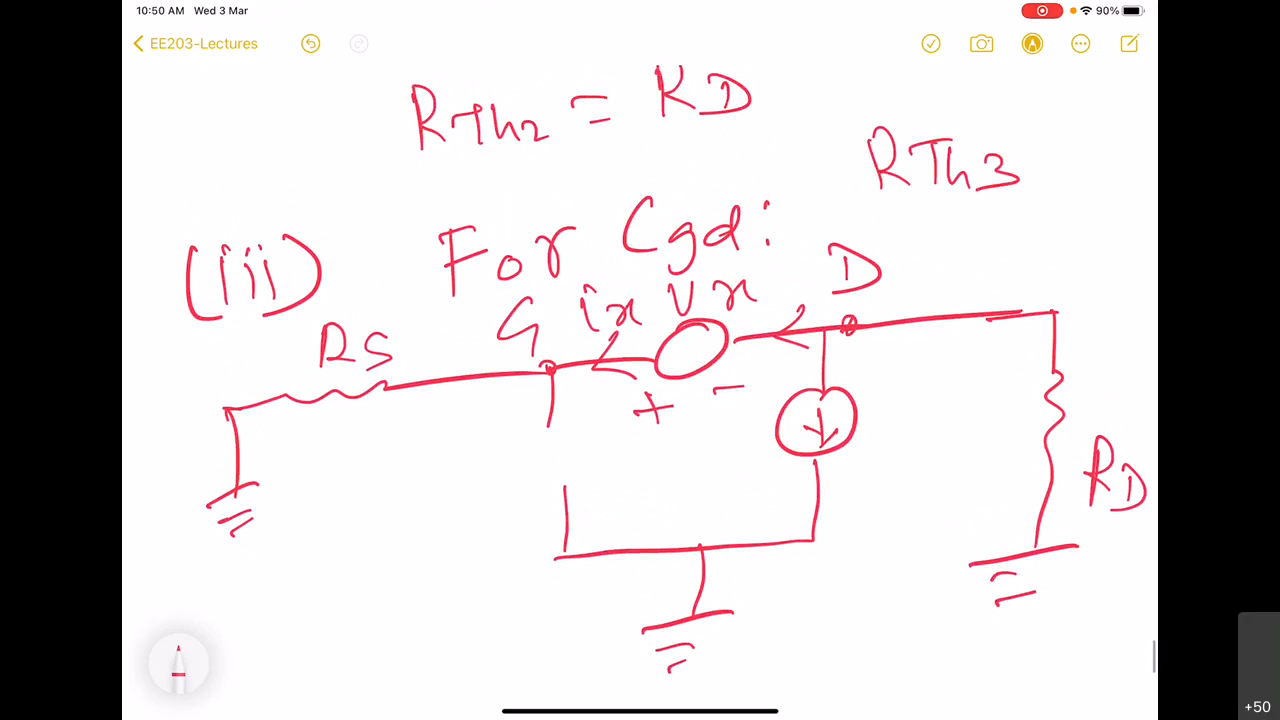 10:50 AM Wed 3 Mar
90%
EE203-Lectures
RTh2 = RD
RTh3
(iii) For Cgd:
G ix Vx D
RS
+ -
RD
+50